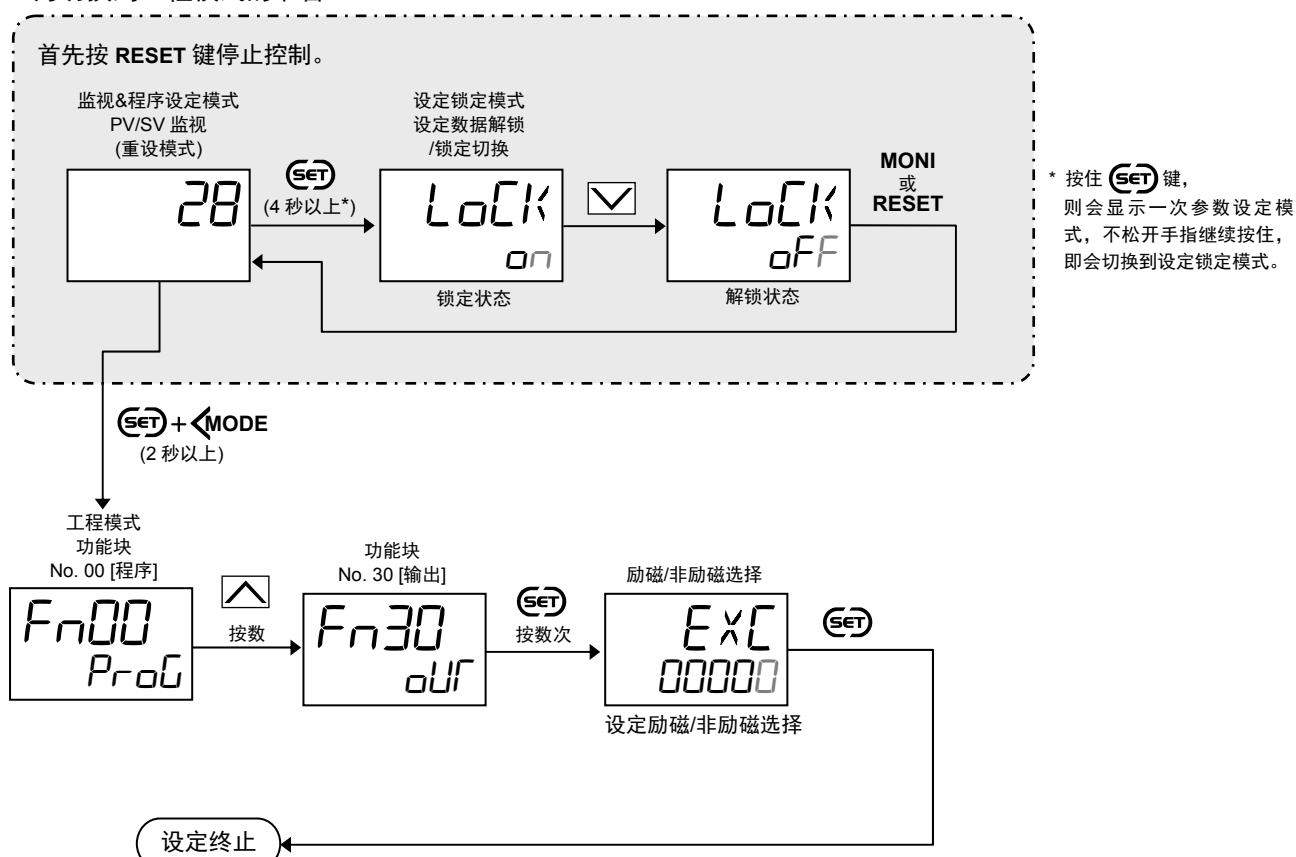 首先按 RESET 键停止控制。
监视&程序设定模式
PV/SV 监视
(重设模式)
28
SET
(4 秒以上*)
设定锁定模式
设定数据解锁
/锁定切换
LoCK
on
锁定状态
LoCK
oFF
解锁状态
MONI
或
RESET
* 按住 SET 键，
则会显示一次参数设定模
式，不松开手指继续按住，
即会切换到设定锁定模式。
SET + MODE
(2 秒以上)
工程模式
功能块
No. 00 [程序]
Fn00
ProG
按数
功能块
No. 30 [输出]
Fn30
oUT
SET
按数次
励磁/非励磁选择
EXC
00000
设定励磁/非励磁选择
SET
设定终止